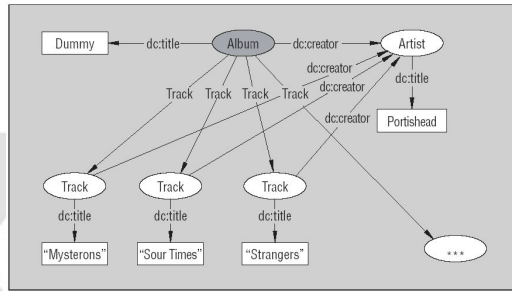 Dummy dc:title Album dc:creator Artist
dc:creator
dc:title
Track Track Track Track dc:creator
dc:creator
Portishead
Track Track Track
dc:title dc:title dc:title
"Mysterons" "Sour Times" "Strangers" ***